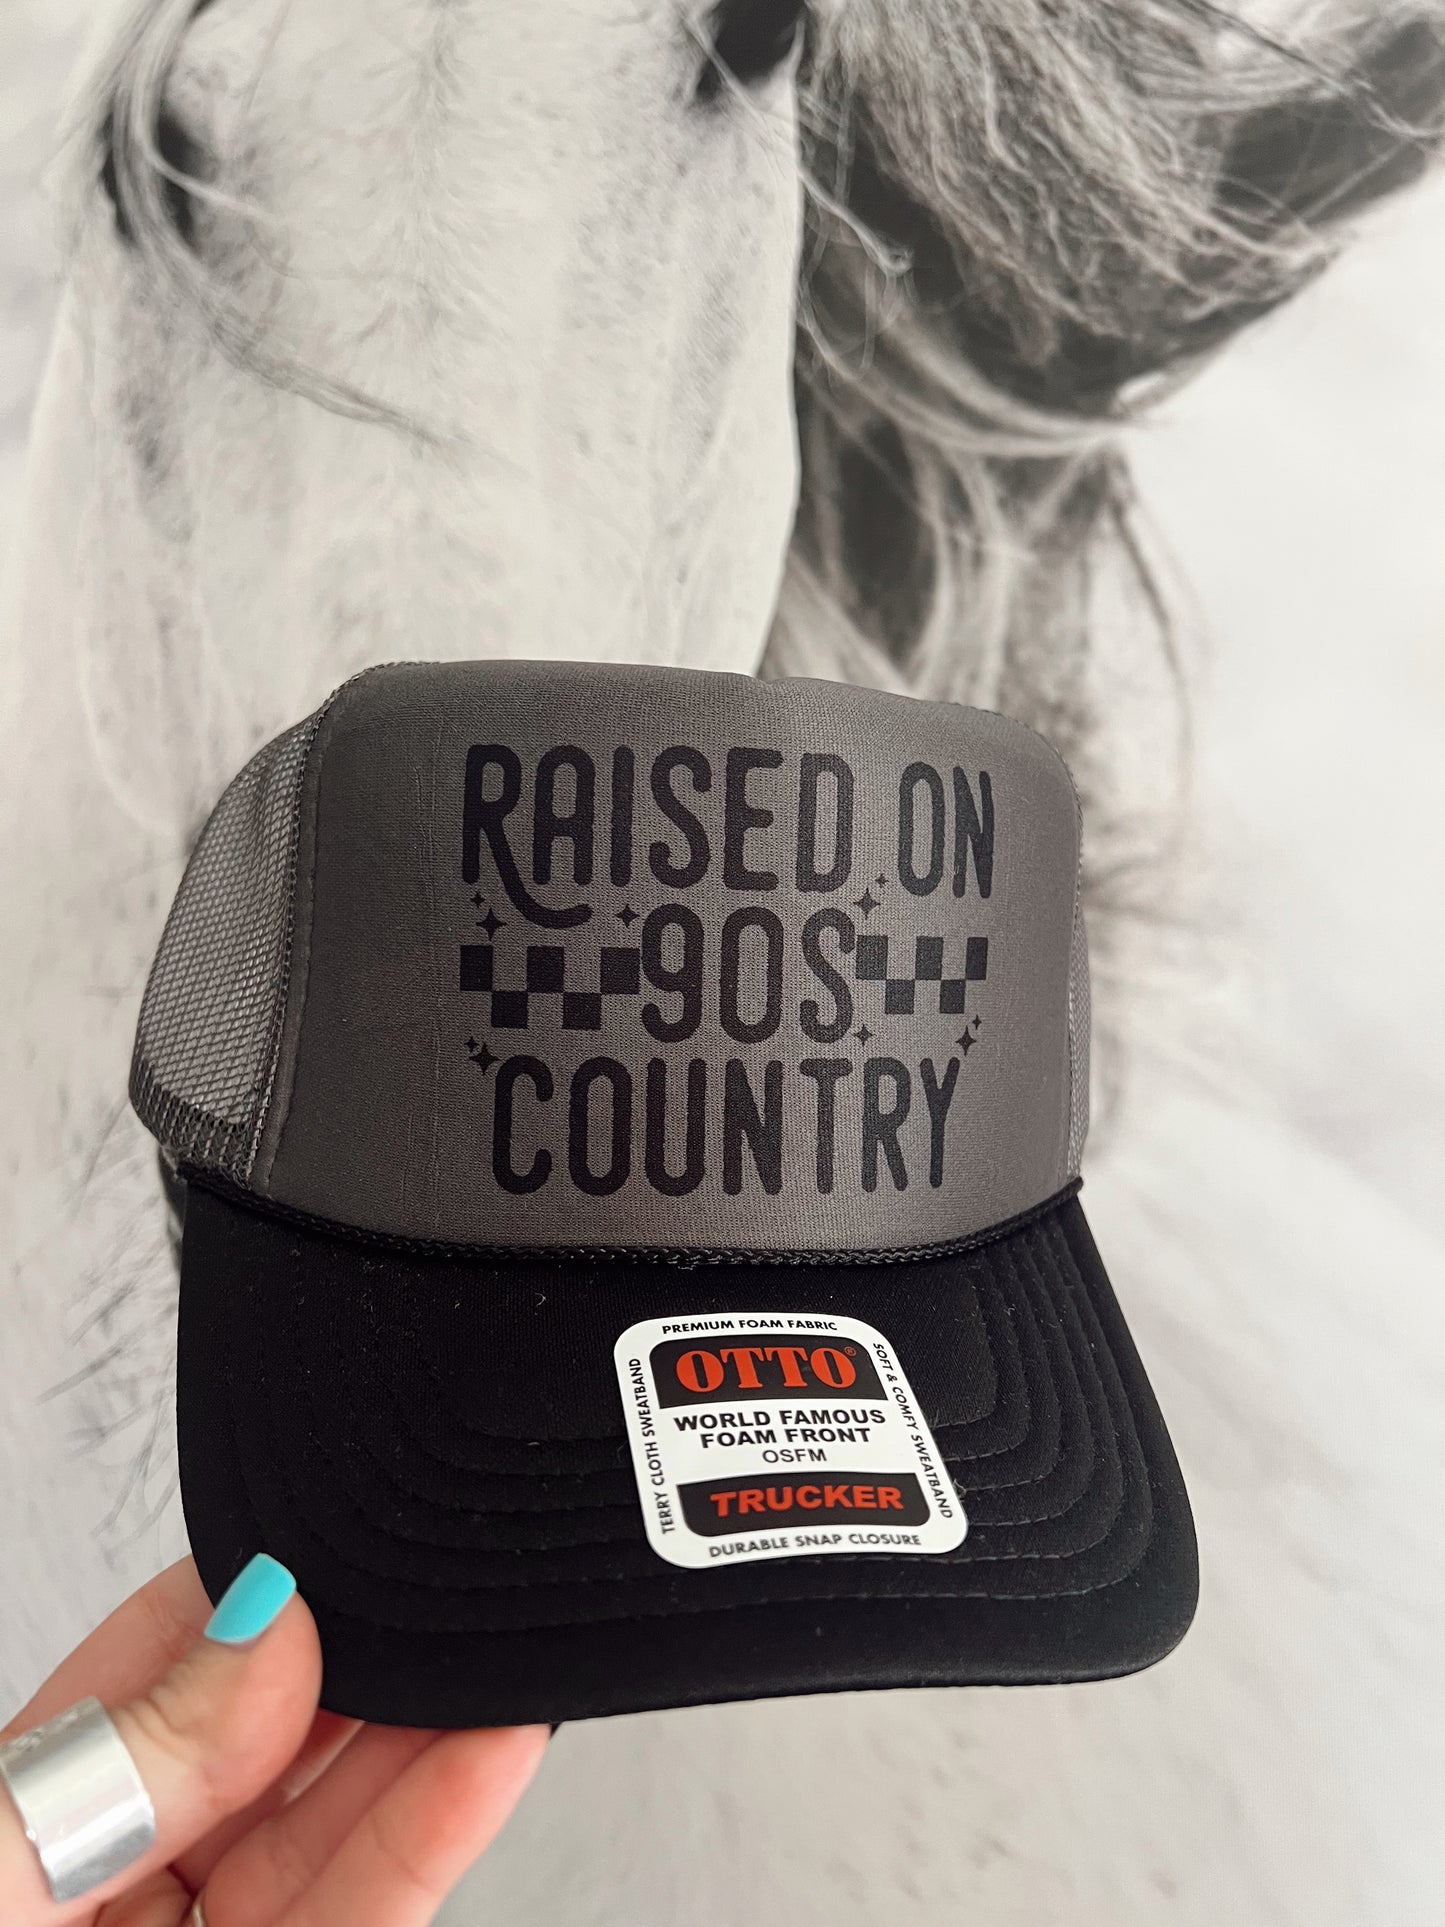 RAISED ON
90S
COUNTRY
PREMIUM FOAM FABRIC
OTTO®
WORLD FAMOUS
FOAM FRONT
OSFM
TRUCKER
DURABLE SNAP CLOSURE
TERRY CLOTH SWEATBAND
SOFT & COMFY SWEATBAND